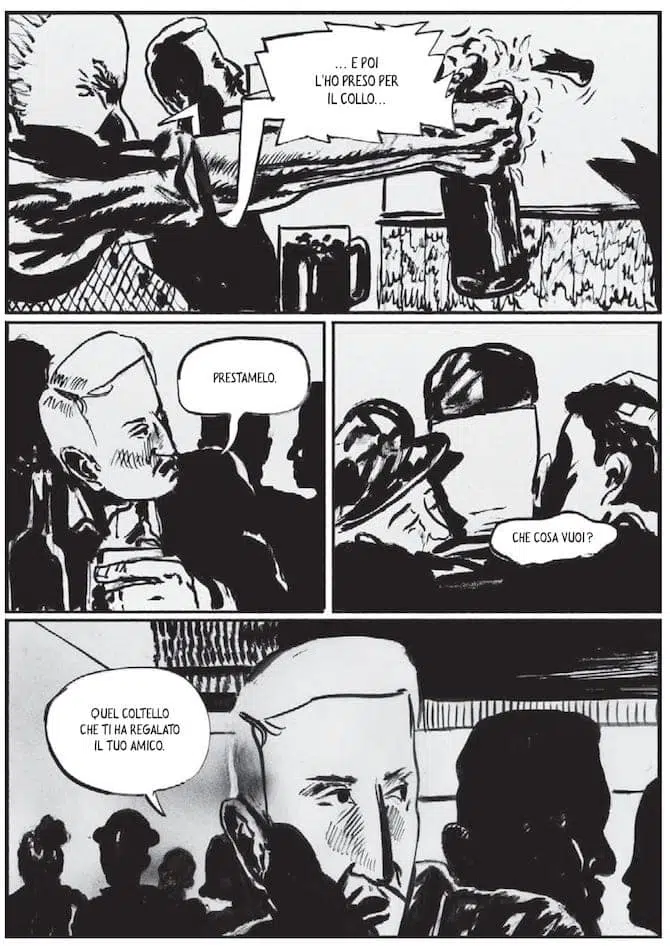 ... E POI
L'HO PRESO PER
IL COLLO...
PRESTAMELO.
CHE COSA VUOI?
QUEL COLTELLO
CHE TI HA REGALATO
IL TUO AMICO.